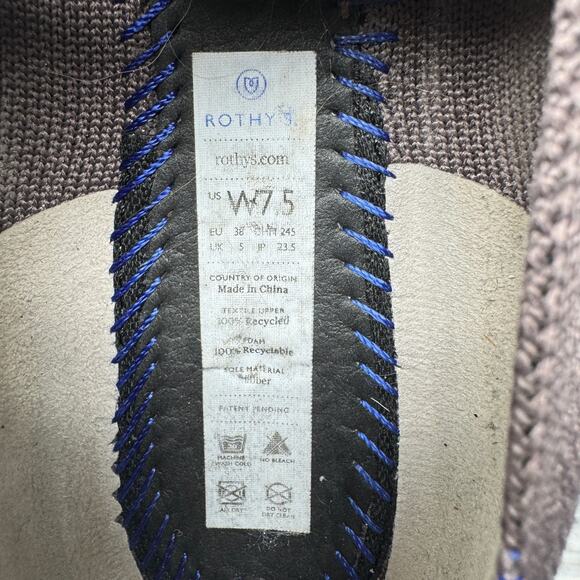 ROTHY'S.
rothys.com
US W7.5
EU 38 CHN 245
UK 5 JP 23.5
COUNTRY OF ORIGIN
Made in China
TEXTILE UPPER
100% Recycled
100% Recyclable
SOLE MATERIAL
Rubber
PATENT PENDING
MACHINE WASH COLD
NO BLEACH
AIR DRY
DO NOT DRY CLEAN